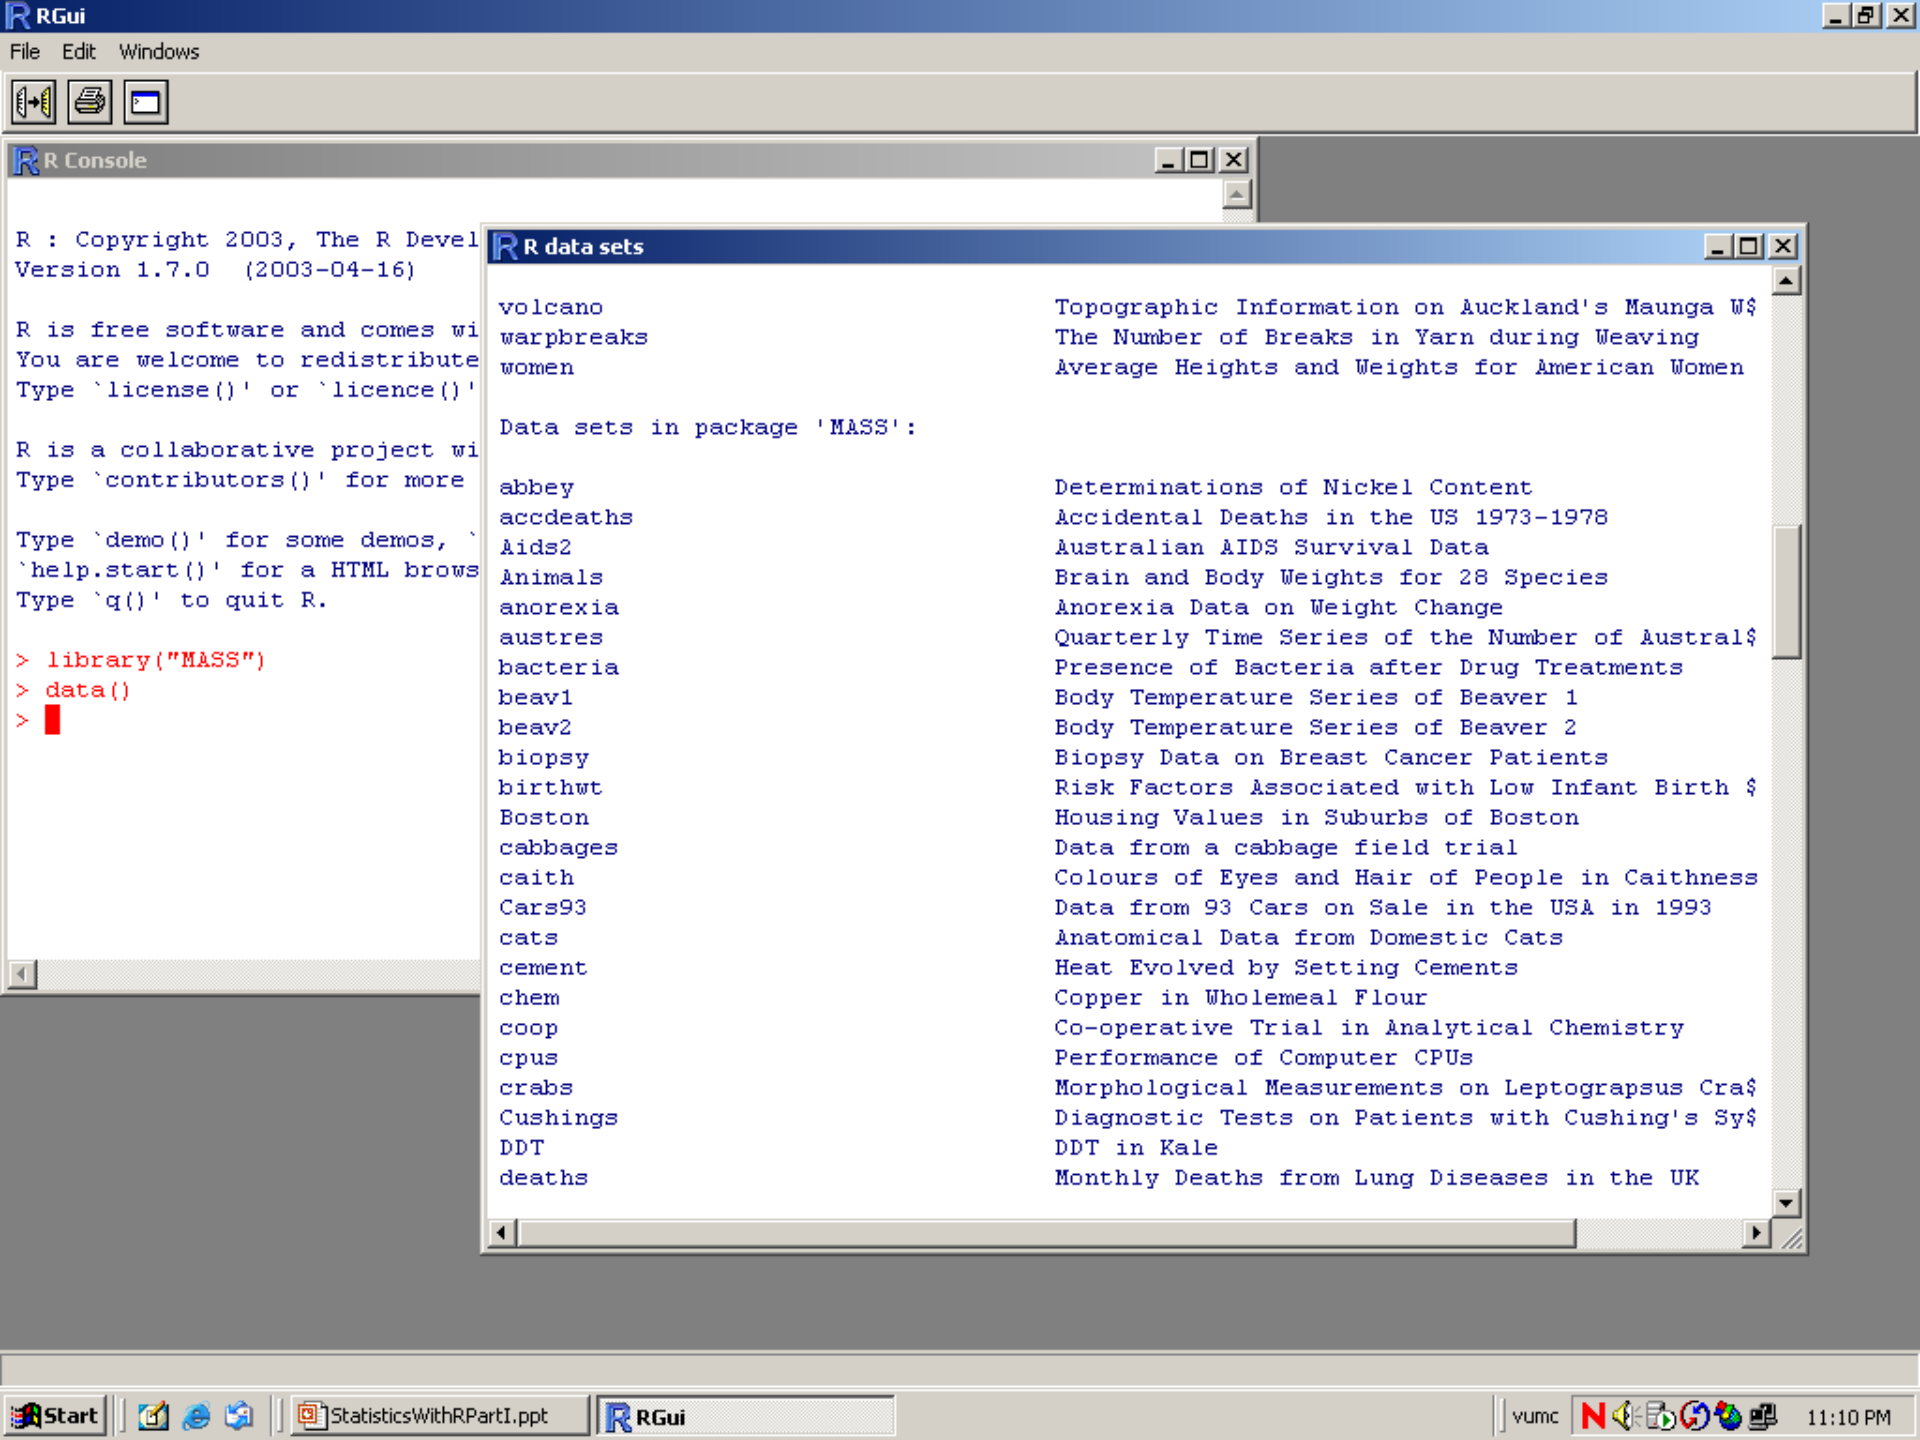 RGui
File Edit Windows
R Console
R : Copyright 2003, The R Devel
Version 1.7.0 (2003-04-16)
R is free software and comes wi
You are welcome to redistribute
Type `license()' or `licence()'
R is a collaborative project wi
Type `contributors()' for more
Type `demo()' for some demos, `
`help.start()' for a HTML brows
Type `q()' to quit R.
> library("MASS")
> data()
>
R data sets
volcano Topographic Information on Auckland's Maunga W$
warpbreaks The Number of Breaks in Yarn during Weaving
women Average Heights and Weights for American Women
Data sets in package 'MASS':
abbey Determinations of Nickel Content
accdeaths Accidental Deaths in the US 1973-1978
Aids2 Australian AIDS Survival Data
Animals Brain and Body Weights for 28 Species
anorexia Anorexia Data on Weight Change
austres Quarterly Time Series of the Number of Austral$
bacteria Presence of Bacteria after Drug Treatments
beav1 Body Temperature Series of Beaver 1
beav2 Body Temperature Series of Beaver 2
biopsy Biopsy Data on Breast Cancer Patients
birthwt Risk Factors Associated with Low Infant Birth $
Boston Housing Values in Suburbs of Boston
cabbages Data from a cabbage field trial
caith Colours of Eyes and Hair of People in Caithness
Cars93 Data from 93 Cars on Sale in the USA in 1993
cats Anatomical Data from Domestic Cats
cement Heat Evolved by Setting Cements
chem Copper in Wholemeal Flour
coop Co-operative Trial in Analytical Chemistry
cpus Performance of Computer CPUs
crabs Morphological Measurements on Leptograpsus Cra$
Cushings Diagnostic Tests on Patients with Cushing's Sy$
DDT DDT in Kale
deaths Monthly Deaths from Lung Diseases in the UK
Start StatisticsWithRPartI.ppt RGui vumc N 11:10 PM